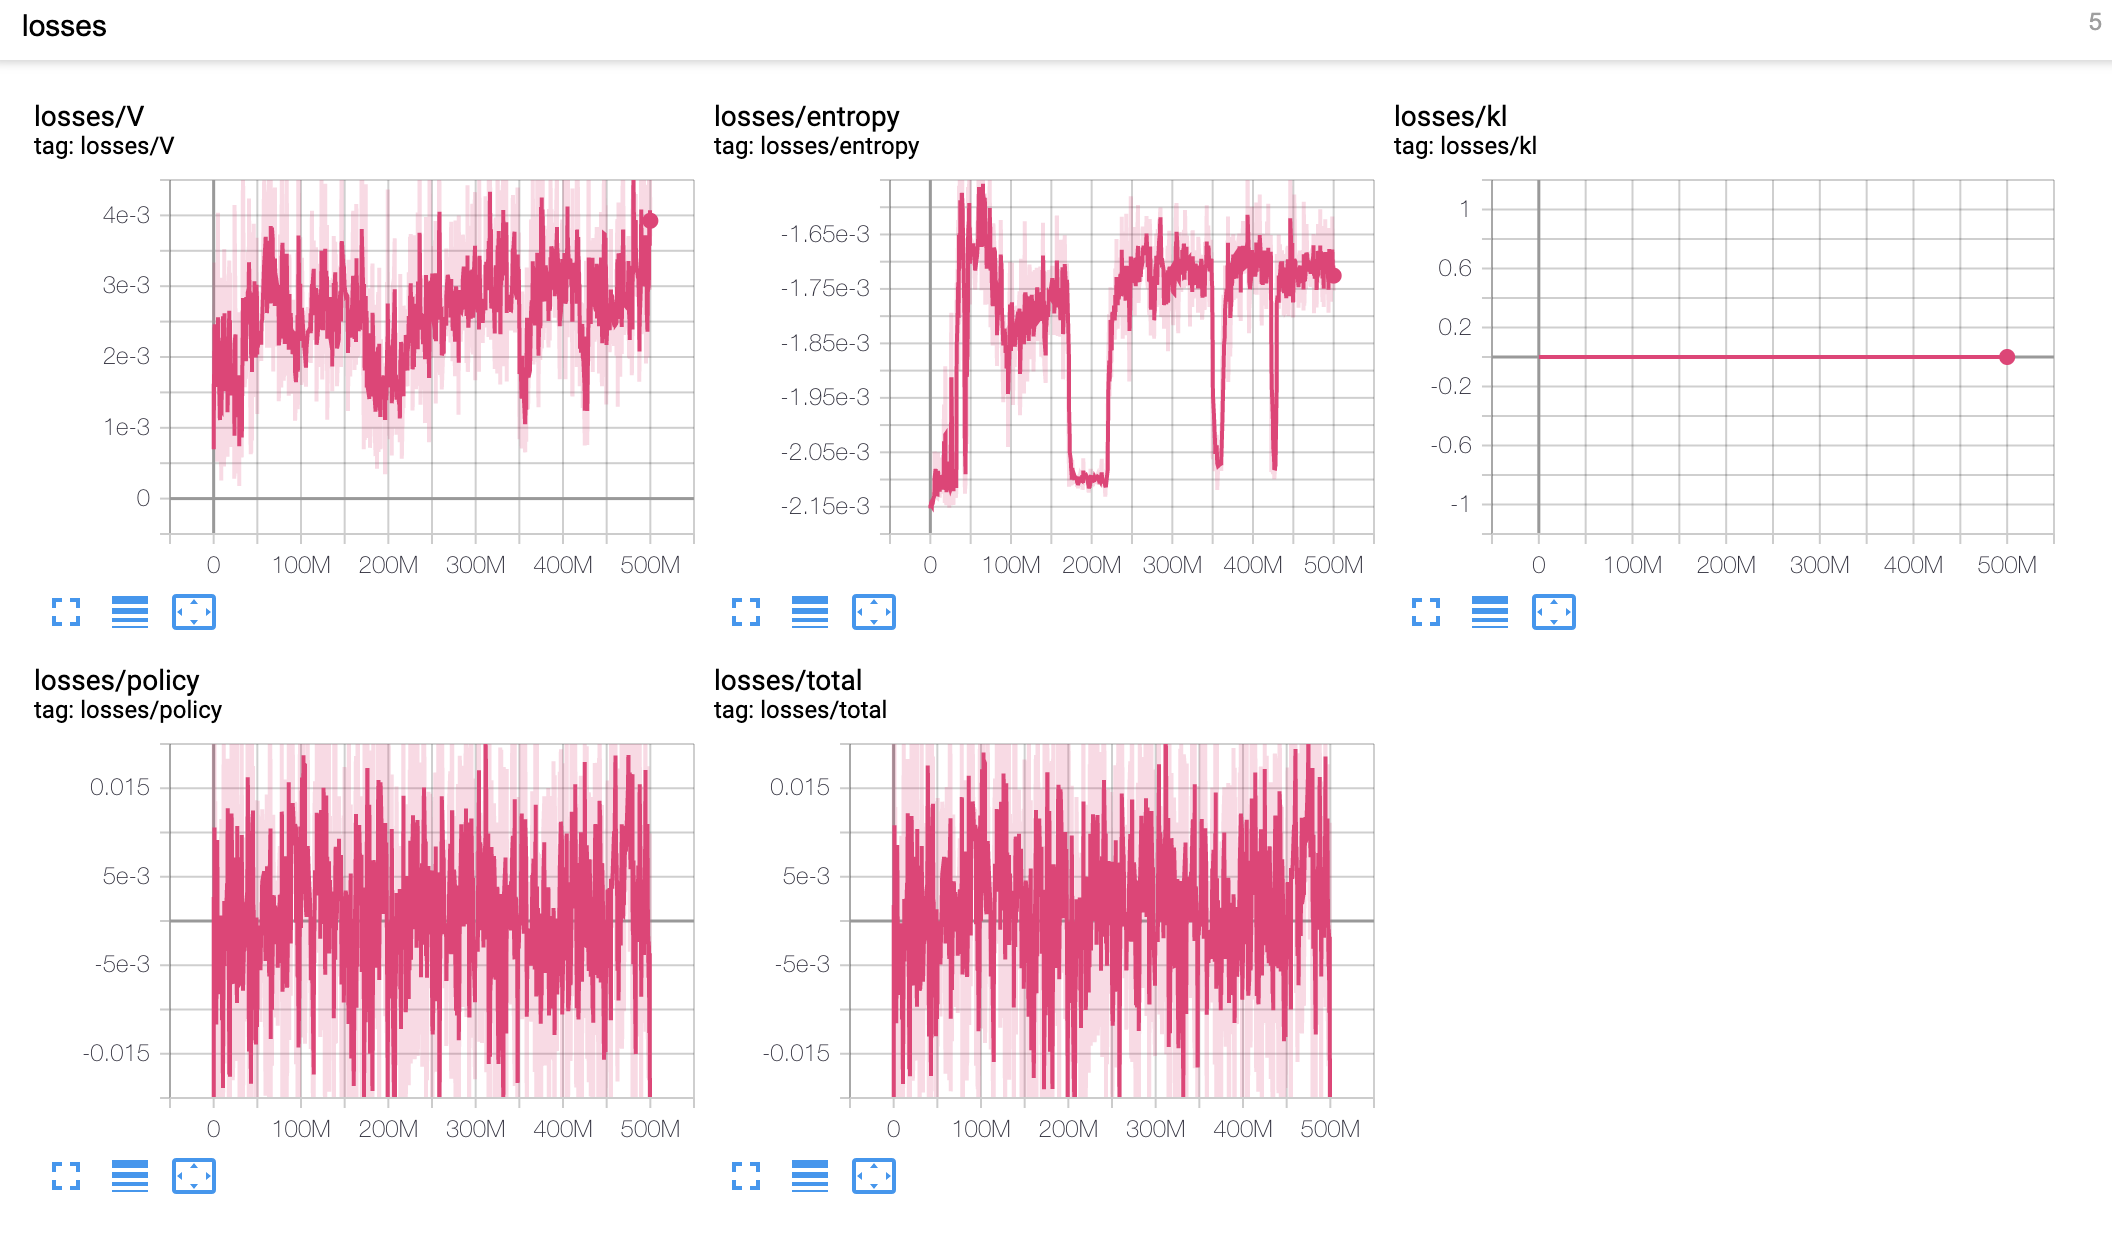 losses
5
losses/V
tag: losses/V
4e-3
3e-3
2e-3
1e-3
0
0 100M 200M 300M 400M 500M
losses/entropy
tag: losses/entropy
-1.65e-3
-1.75e-3
-1.85e-3
-1.95e-3
-2.05e-3
-2.15e-3
0 100M 200M 300M 400M 500M
losses/kl
tag: losses/kl
1
0.6
0.2
-0.2
-0.6
-1
0 100M 200M 300M 400M 500M
losses/policy
tag: losses/policy
0.015
5e-3
-5e-3
-0.015
0 100M 200M 300M 400M 500M
losses/total
tag: losses/total
0.015
5e-3
-5e-3
-0.015
0 100M 200M 300M 400M 500M